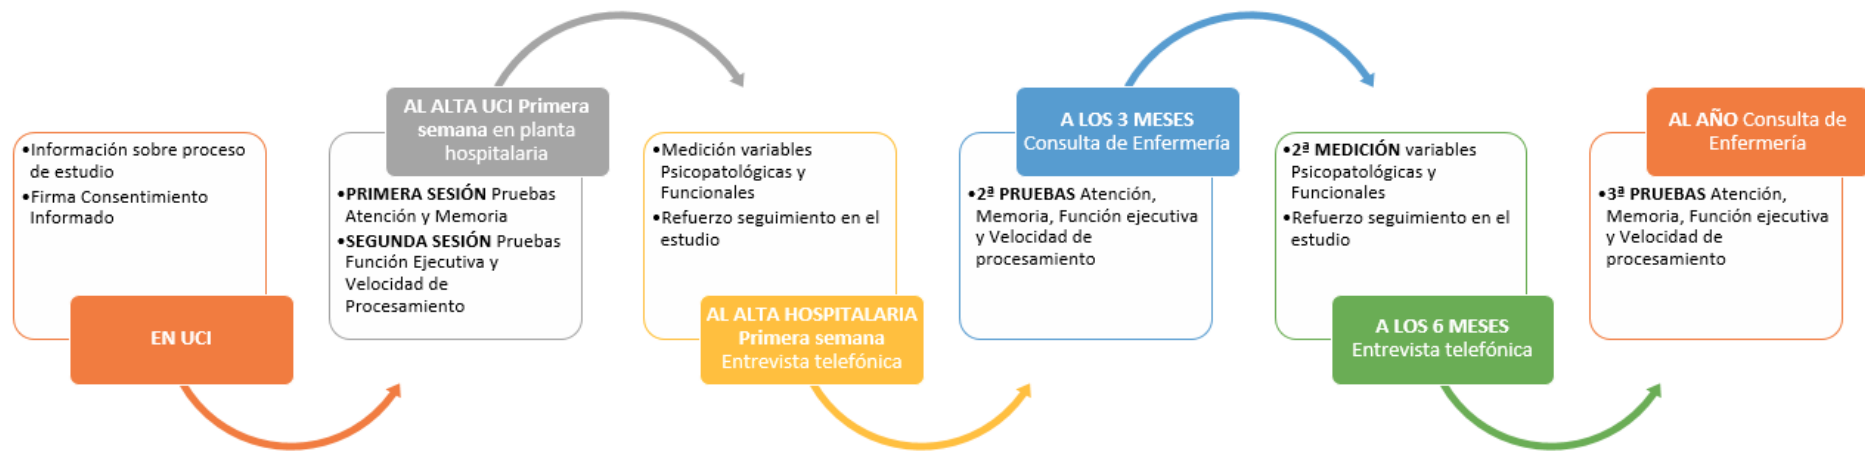 •Información sobre proceso
de estudio
•Firma Consentimiento
Informado
EN UCI
AL ALTA UCI Primera
semana en planta
hospitalaria
•PRIMERA SESIÓN Pruebas
Atención y Memoria
•SEGUNDA SESIÓN Pruebas
Función Ejecutiva y
Velocidad de
Procesamiento
•Medición variables
Psicopatológicas y
Funcionales
•Refuerzo seguimiento en el
estudio
AL ALTA HOSPITALARIA
Primera semana
Entrevista telefónica
A LOS 3 MESES
Consulta de Enfermería
•2ª PRUEBAS Atención,
Memoria, Función ejecutiva
y Velocidad de
procesamiento
•2ª MEDICIÓN variables
Psicopatológicas y
Funcionales
•Refuerzo seguimiento en el
estudio
A LOS 6 MESES
Entrevista telefónica
AL AÑO Consulta de
Enfermería
•3ª PRUEBAS Atención,
Memoria, Función ejecutiva
y Velocidad de
procesamiento